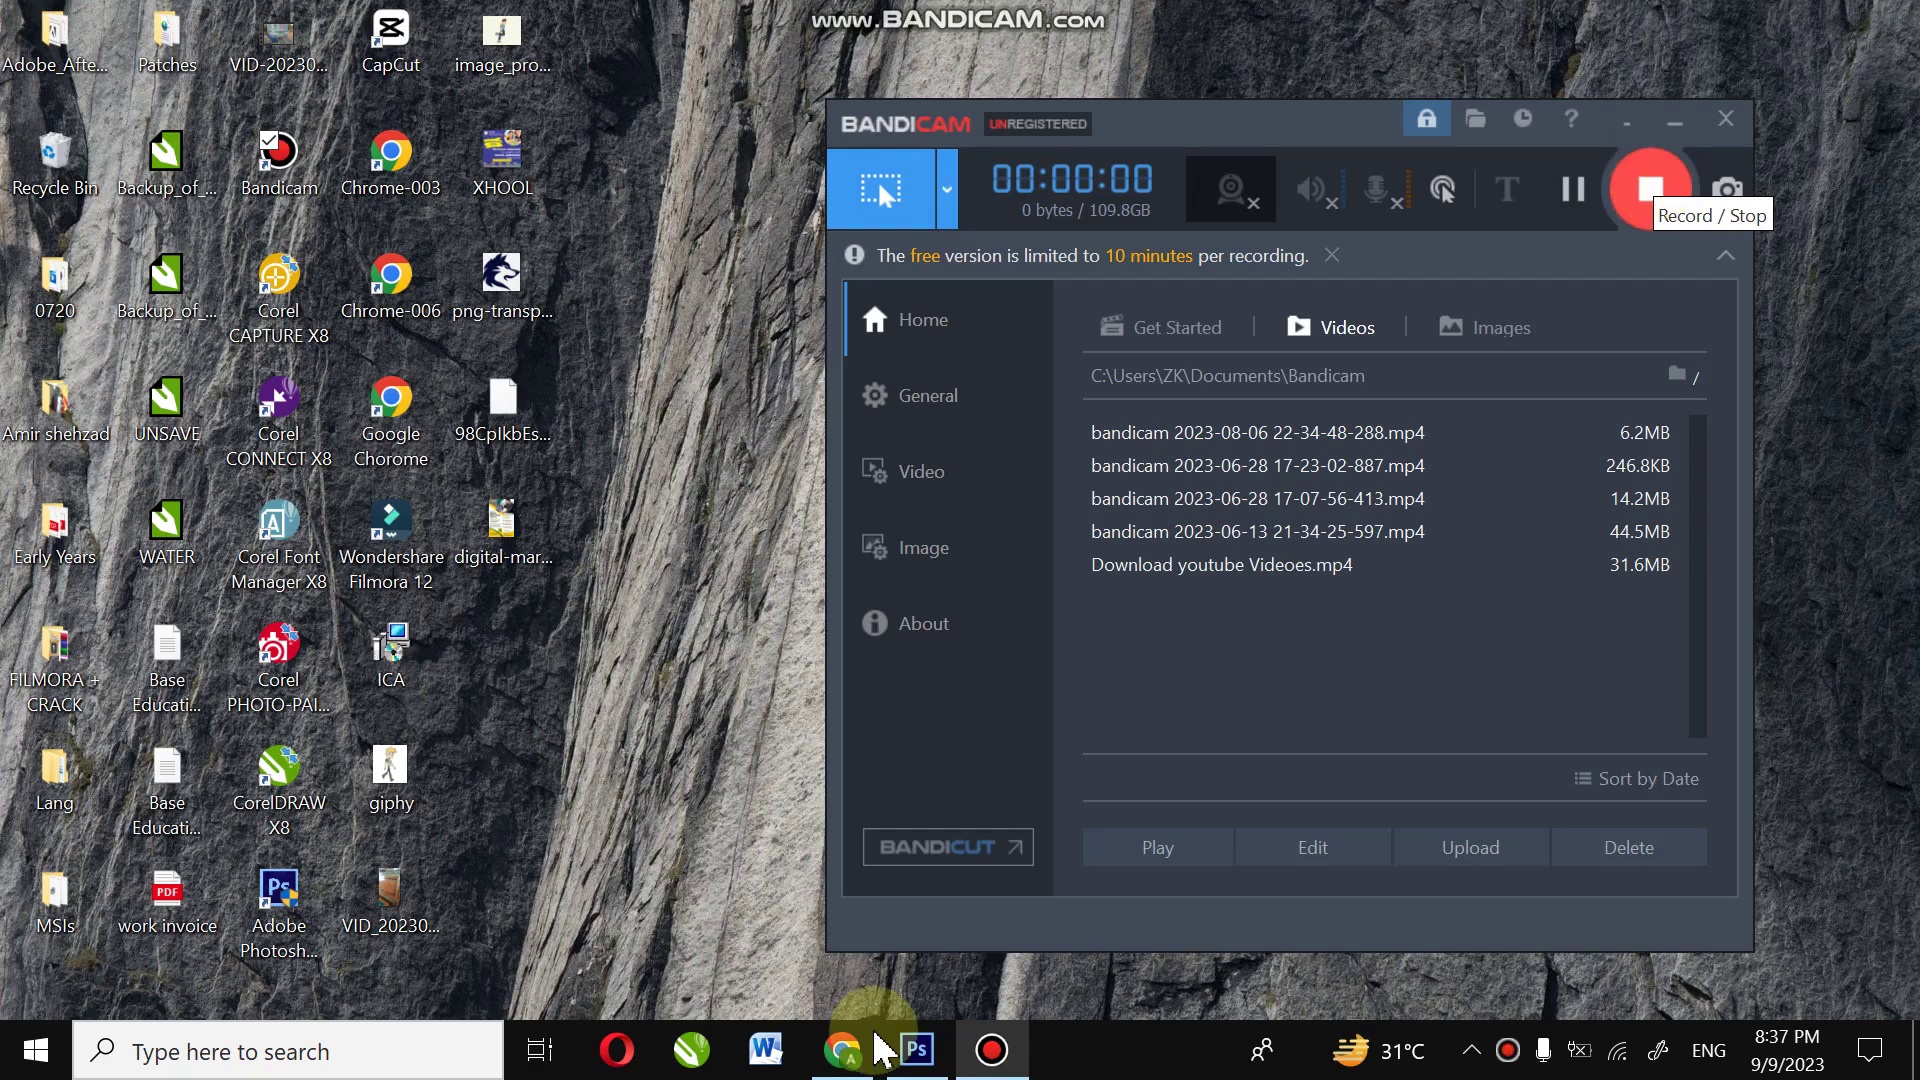 www.BANDICAM.com
Adobe_Afte...
Patches
VID-20230...
CapCut
image_pro...
Recycle Bin
Backup_of_...
Bandicam
Chrome-003
XHOOL
0720
Backup_of_...
Corel
CAPTURE X8
Chrome-006
png-transp...
Amir shehzad
UNSAVE
Corel
CONNECT X8
Google
Chorome
98CpIkbEs...
Early Years
WATER
Corel Font
Manager X8
Wondershare
Filmora 12
digital-mar...
FILMORA +
CRACK
Base
Educati...
Corel
PHOTO-PAI...
ICA
Lang
Base
Educati...
CorelDRAW
X8
giphy
MSIs
PDF
work invoice
Ps
Adobe
Photosh...
VID_20230...
BANDICAM UNREGISTERED
00:00:00
0 bytes / 109.8GB
T
Record / Stop
The free version is limited to 10 minutes per recording.
Home
General
Video
Image
About
BANDICUT
Get Started
Videos
Images
C:\Users\ZK\Documents\Bandicam
bandicam 2023-08-06 22-34-48-288.mp4 6.2MB
bandicam 2023-06-28 17-23-02-887.mp4 246.8KB
bandicam 2023-06-28 17-07-56-413.mp4 14.2MB
bandicam 2023-06-13 21-34-25-597.mp4 44.5MB
Download youtube Videoes.mp4 31.6MB
Sort by Date
Play
Edit
Upload
Delete
Type here to search
W
A
Ps
31°C
ENG
8:37 PM
9/9/2023